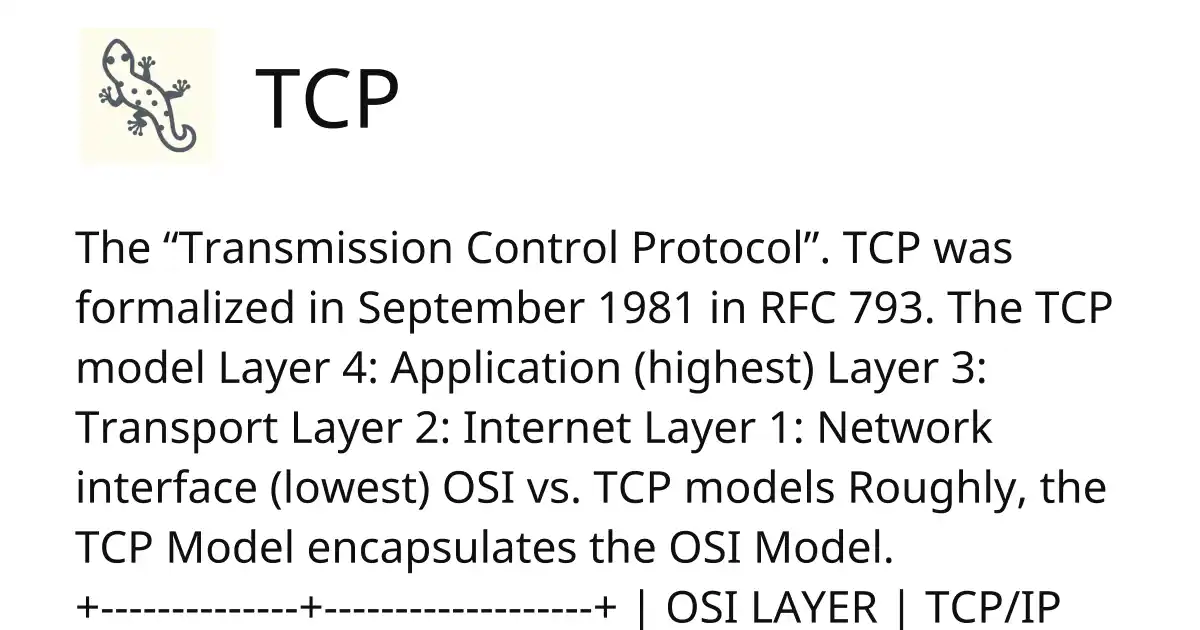 TCP
The “Transmission Control Protocol”. TCP was
formalized in September 1981 in RFC 793. The TCP
model Layer 4: Application (highest) Layer 3:
Transport Layer 2: Internet Layer 1: Network
interface (lowest) OSI vs. TCP models Roughly, the
TCP Model encapsulates the OSI Model.
+--------------+-------------------+ | OSI LAYER | TCP/IP